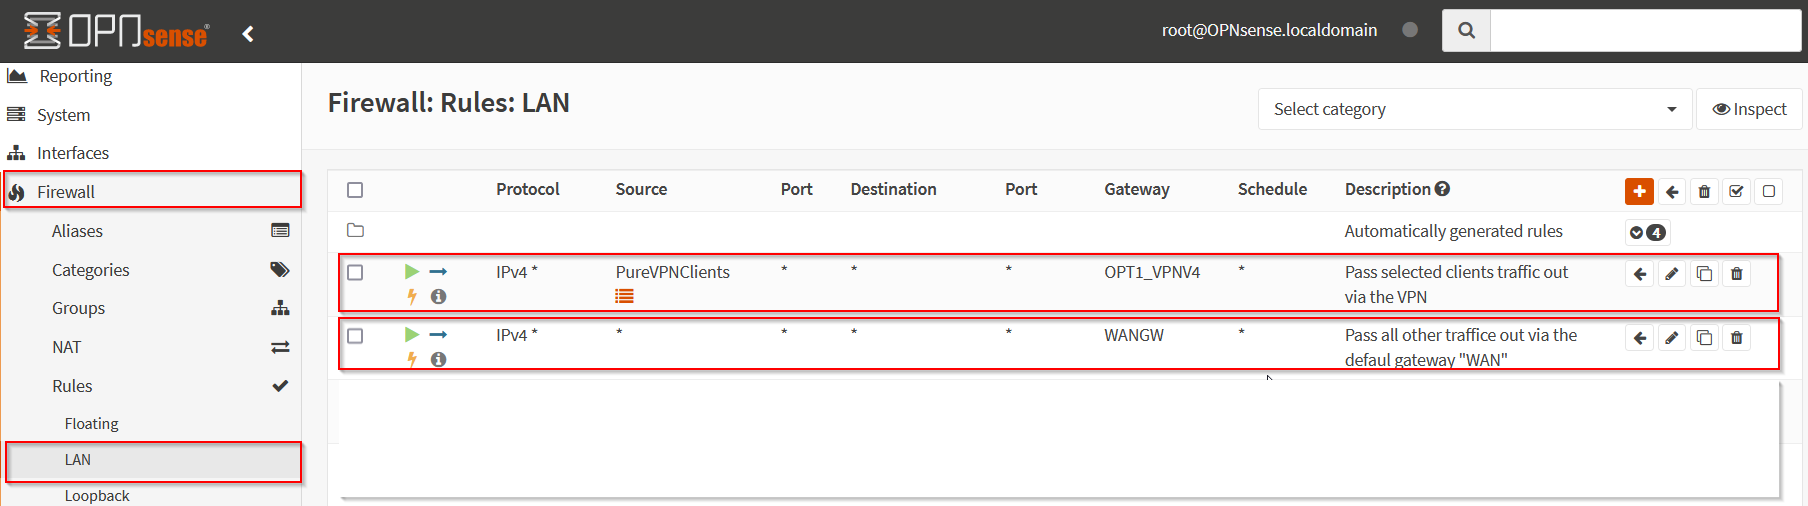 OPNsense®
root@OPNsense.localdomain
Reporting
System
Interfaces
Firewall
Aliases
Categories
Groups
NAT
Rules
Floating
LAN
Loopback
Firewall: Rules: LAN
Select category
Inspect
Protocol Source Port Destination Port Gateway Schedule Description
Automatically generated rules 4
IPv4 * PureVPNClients * * * OPT1_VPNV4 * Pass selected clients traffic out
via the VPN
IPv4 * * * * * WANGW * Pass all other traffice out via the
defaul gateway "WAN"